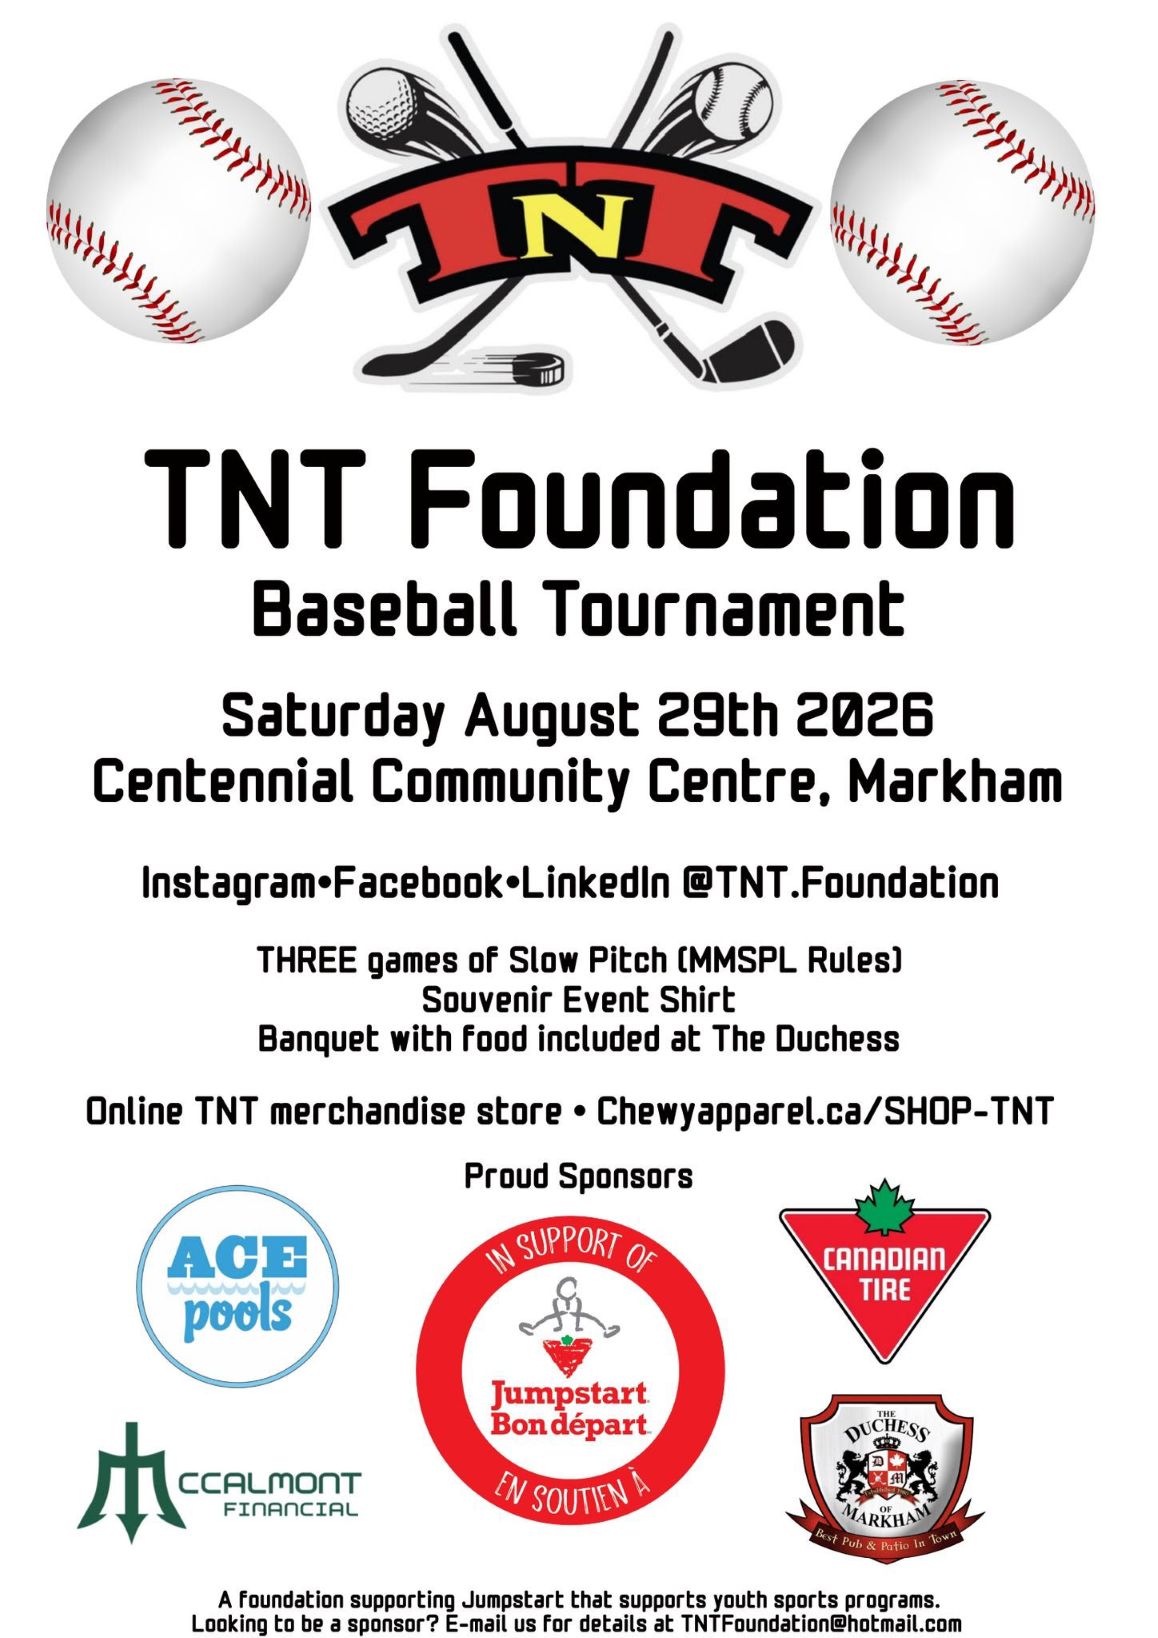 TNT
TNT Foundation
Baseball Tournament
Saturday August 29th 2026
Centennial Community Centre, Markham
Instagram•Facebook•LinkedIn @TNT.Foundation
THREE games of Slow Pitch (MMSPL Rules)
Souvenir Event Shirt
Banquet with food included at The Duchess
Online TNT merchandise store • Chewyapparel.ca/SHOP-TNT
Proud Sponsors
ACE
pools
IN SUPPORT OF
Jumpstart
Bon départ
EN SOUTIEN À
CANADIAN
TIRE
MCCALMONT
FINANCIAL
THE
DUCHESS
D M
OF
MARKHAM
Best Pub & Patio In Town
A foundation supporting Jumpstart that supports youth sports programs.
Looking to be a sponsor? E-mail us for details at TNTFoundation@hotmail.com